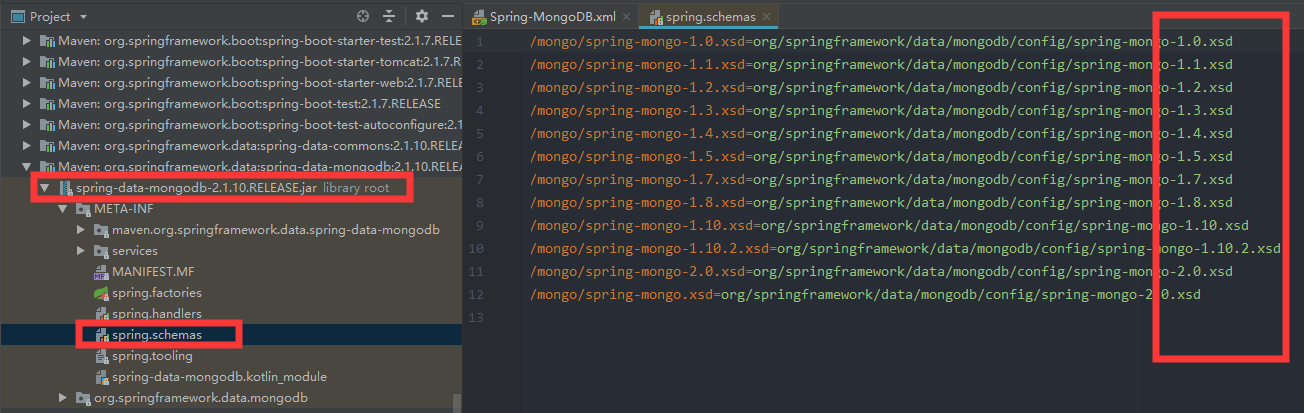 Project
Maven: org.springframework.boot:spring-boot-starter-test:2.1.7.RELE
Maven: org.springframework.boot:spring-boot-starter-tomcat:2.1.7.REL
Maven: org.springframework.boot:spring-boot-starter-web:2.1.7.RELEA
Maven: org.springframework.boot:spring-boot-test:2.1.7.RELEASE
Maven: org.springframework.boot:spring-boot-test-autoconfigure:2.1
Maven: org.springframework.data:spring-data-commons:2.1.10.RELEA
Maven: org.springframework.data:spring-data-mongodb:2.1.10.RELEA
spring-data-mongodb-2.1.10.RELEASE.jar library root
META-INF
maven.org.springframework.data.spring-data-mongodb
services
MANIFEST.MF
spring.factories
spring.handlers
spring.schemas
spring.tooling
spring-data-mongodb.kotlin_module
org.springframework.data.mongodb
Spring-MongoDB.xml
spring.schemas
1 /mongo/spring-mongo-1.0.xsd=org/springframework/data/mongodb/config/spring-mongo-1.0.xsd
2 /mongo/spring-mongo-1.1.xsd=org/springframework/data/mongodb/config/spring-mongo-1.1.xsd
3 /mongo/spring-mongo-1.2.xsd=org/springframework/data/mongodb/config/spring-mongo-1.2.xsd
4 /mongo/spring-mongo-1.3.xsd=org/springframework/data/mongodb/config/spring-mongo-1.3.xsd
5 /mongo/spring-mongo-1.4.xsd=org/springframework/data/mongodb/config/spring-mongo-1.4.xsd
6 /mongo/spring-mongo-1.5.xsd=org/springframework/data/mongodb/config/spring-mongo-1.5.xsd
7 /mongo/spring-mongo-1.7.xsd=org/springframework/data/mongodb/config/spring-mongo-1.7.xsd
8 /mongo/spring-mongo-1.8.xsd=org/springframework/data/mongodb/config/spring-mongo-1.8.xsd
9 /mongo/spring-mongo-1.10.xsd=org/springframework/data/mongodb/config/spring-mongo-1.10.xsd
10 /mongo/spring-mongo-1.10.2.xsd=org/springframework/data/mongodb/config/spring-mongo-1.10.2.xsd
11 /mongo/spring-mongo-2.0.xsd=org/springframework/data/mongodb/config/spring-mongo-2.0.xsd
12 /mongo/spring-mongo.xsd=org/springframework/data/mongodb/config/spring-mongo-2.0.xsd
13